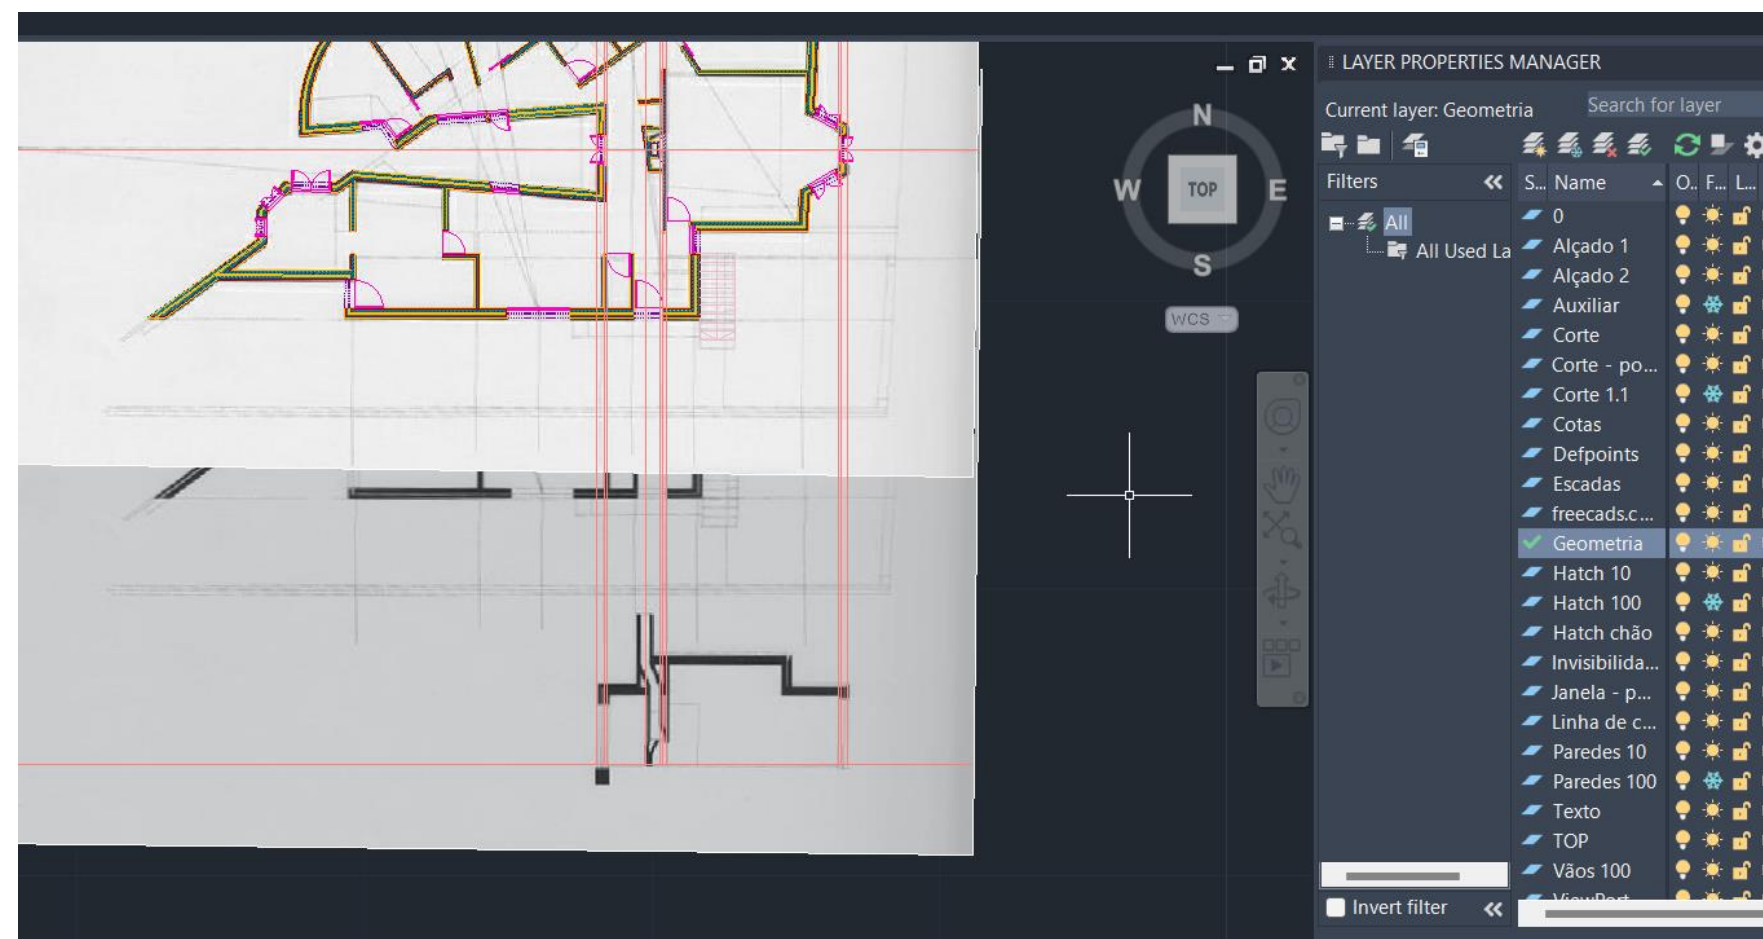 LAYER PROPERTIES MANAGER
Current layer: Geometria
Search for layer
Filters
S... Name O.. F... L...
All
All Used La
0
Alçado 1
Alçado 2
Auxiliar
Corte
Corte - po...
Corte 1.1
Cotas
Defpoints
Escadas
freecads.c...
Geometria
Hatch 10
Hatch 100
Hatch chão
Invisibilida...
Janela - p...
Linha de c...
Paredes 10
Paredes 100
Texto
TOP
Vãos 100
ViewPort
Invert filter
N
W TOP E
S
WCS